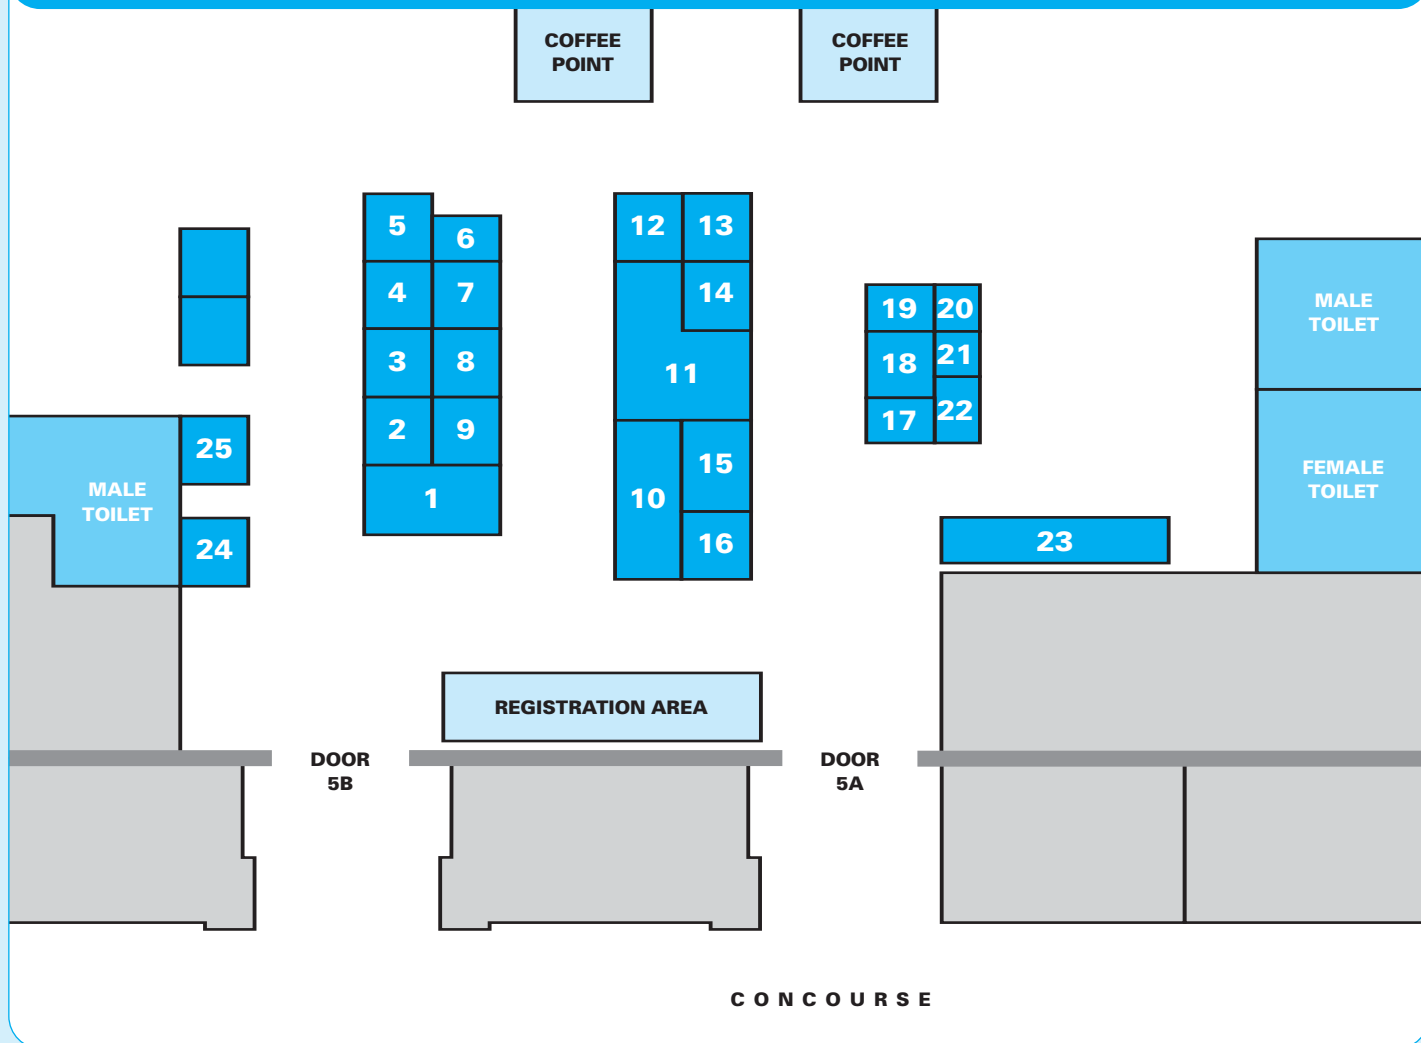 COFFEE
POINT
COFFEE
POINT
5
6
4
7
3
8
2
9
1
12
13
14
11
10
15
16
19
20
18
21
17
22
23
25
24
MALE
TOILET
MALE
TOILET
FEMALE
TOILET
REGISTRATION AREA
DOOR
5B
DOOR
5A
CONCOURSE